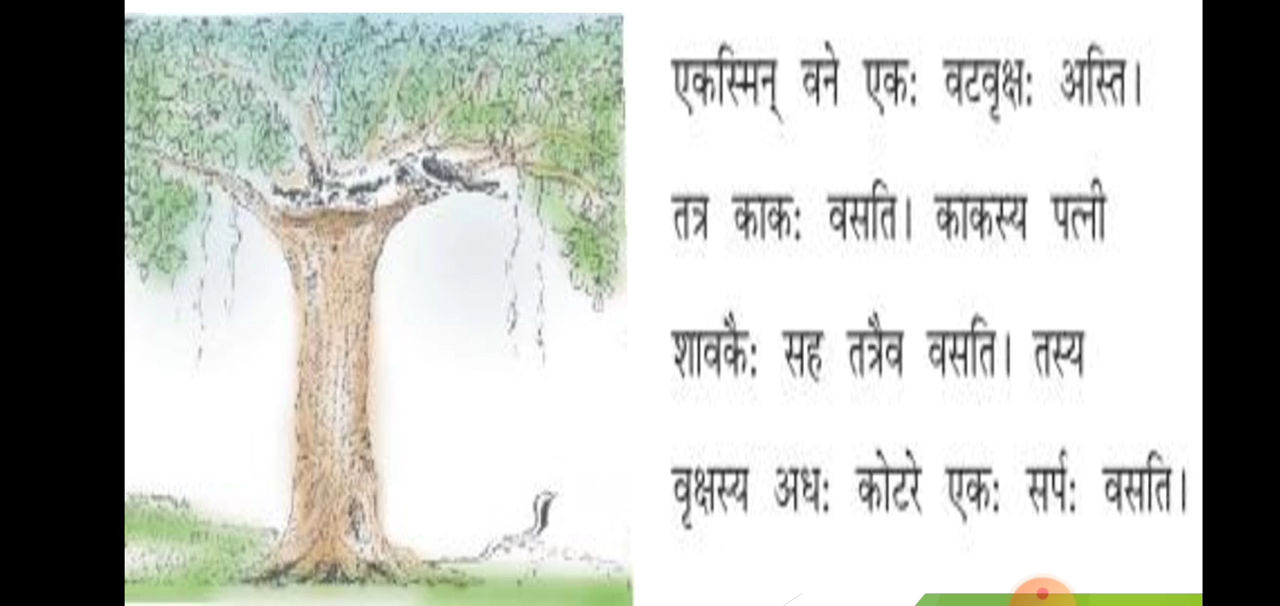 एकस्मिन् वने एकः वटवृक्षः अस्ति।
तत्र काकः वसति। काकस्य पत्नी
शावकैः सह तत्रैव वसति। तस्य
वृक्षस्य अधः कोटरे एकः सर्पः वसति।